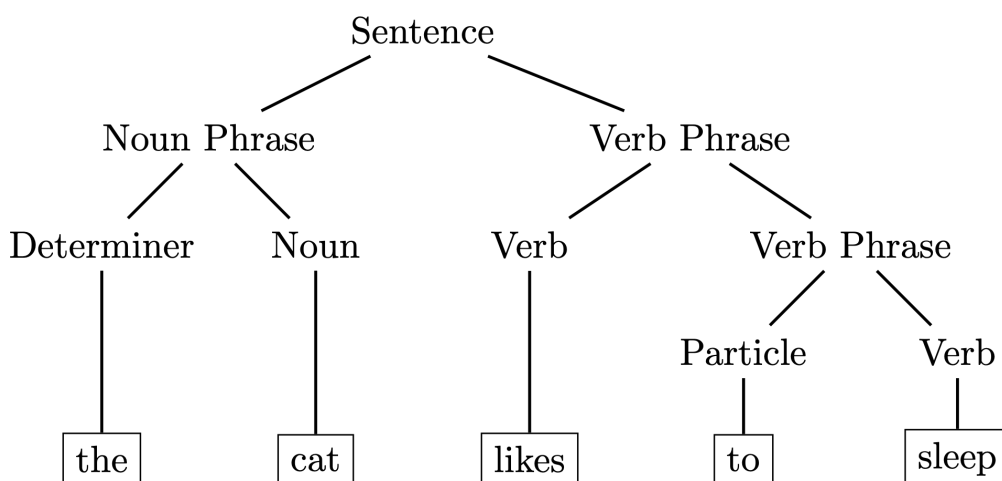 Sentence
Noun Phrase Verb Phrase
Determiner Noun Verb Verb Phrase
Particle Verb
the cat likes to sleep